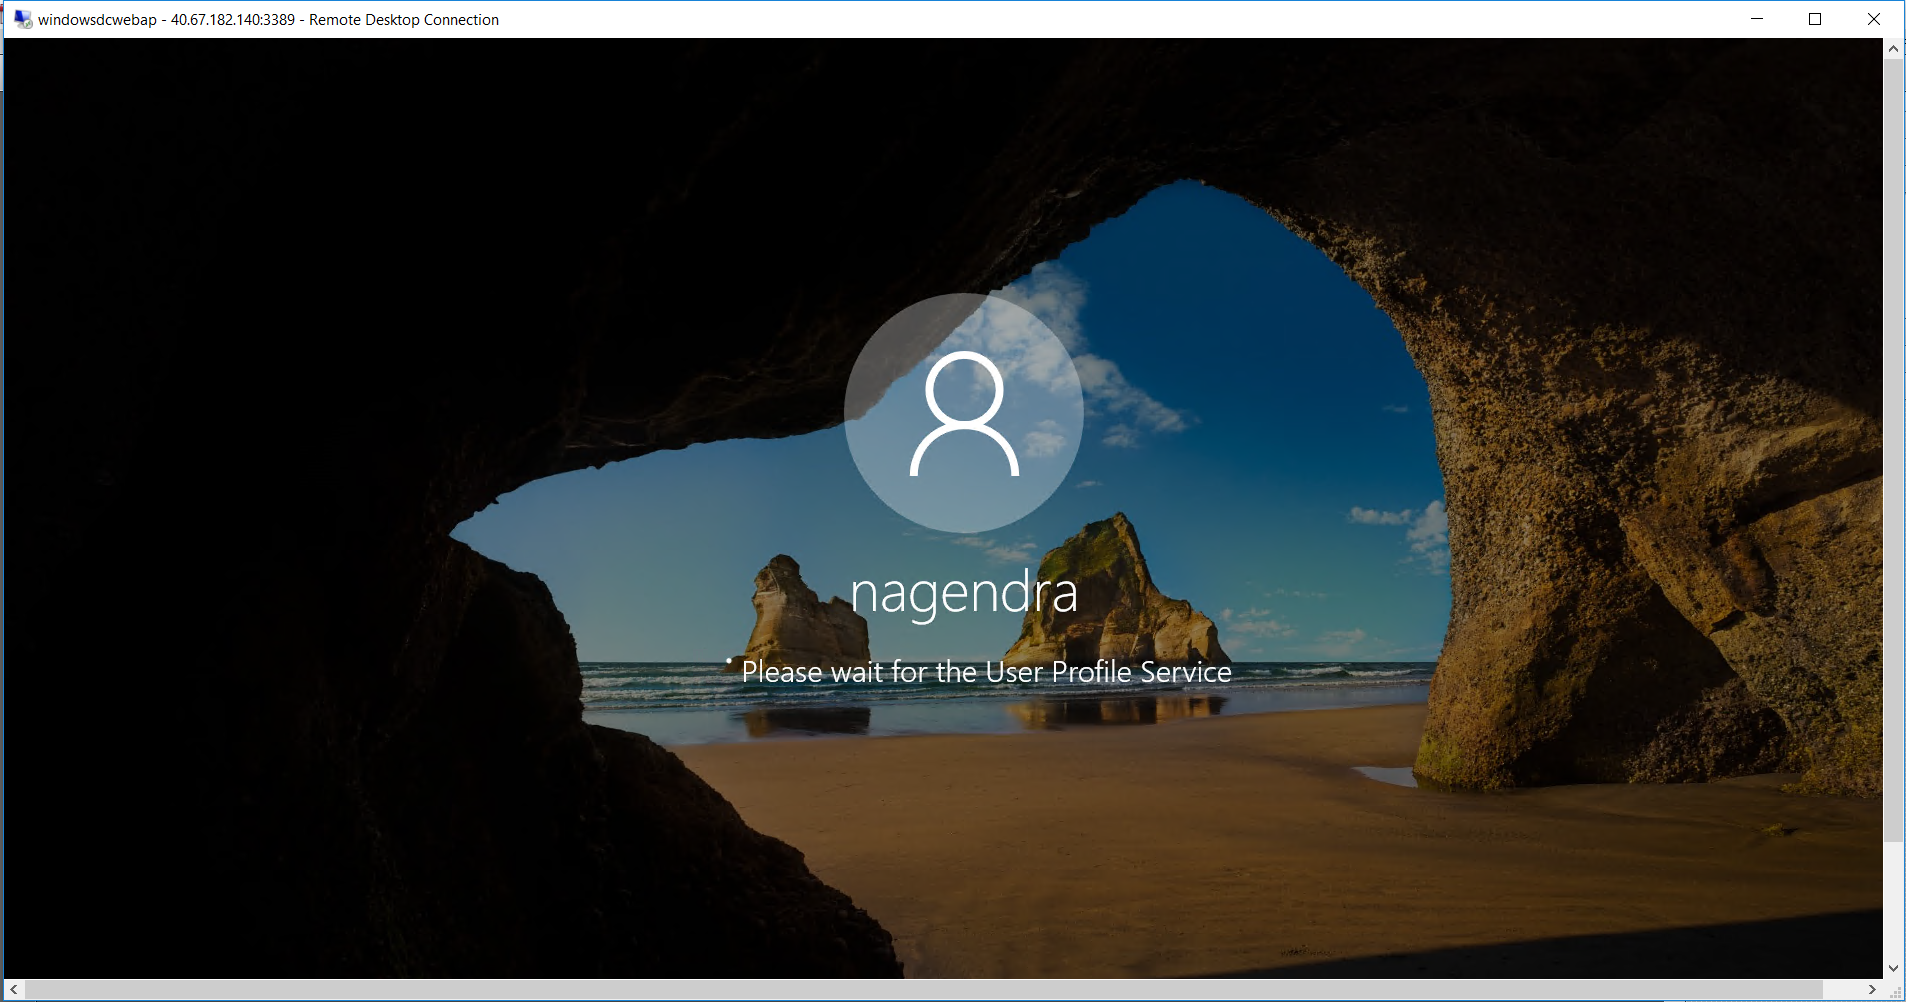 windowsdcwebap - 40.67.182.140:3389 - Remote Desktop Connection
nagendra
Please wait for the User Profile Service